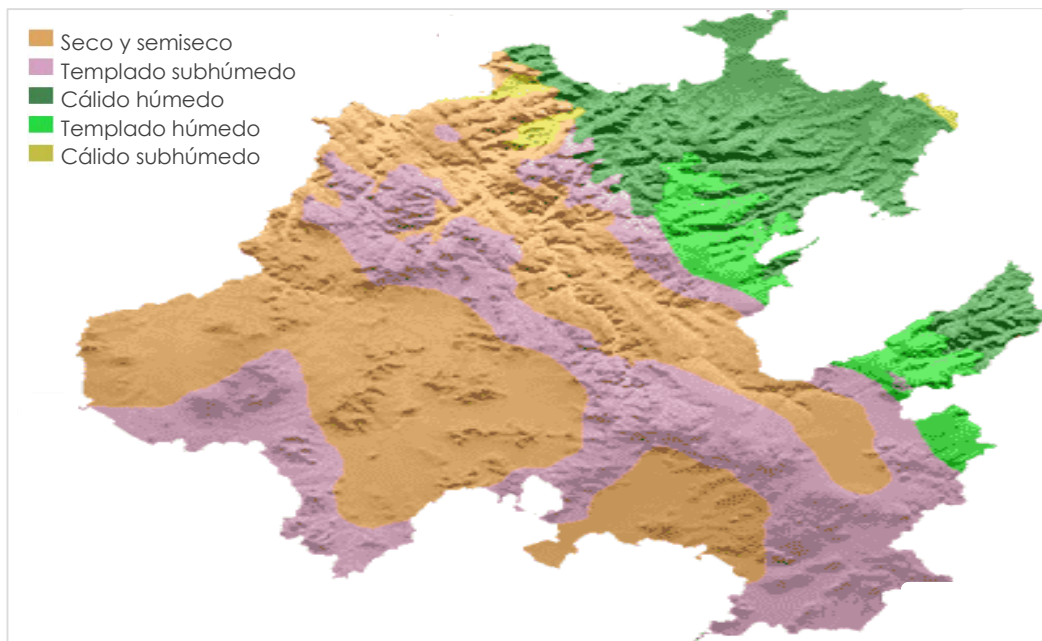 Seco y semiseco
Templado subhúmedo
Cálido húmedo
Templado húmedo
Cálido subhúmedo